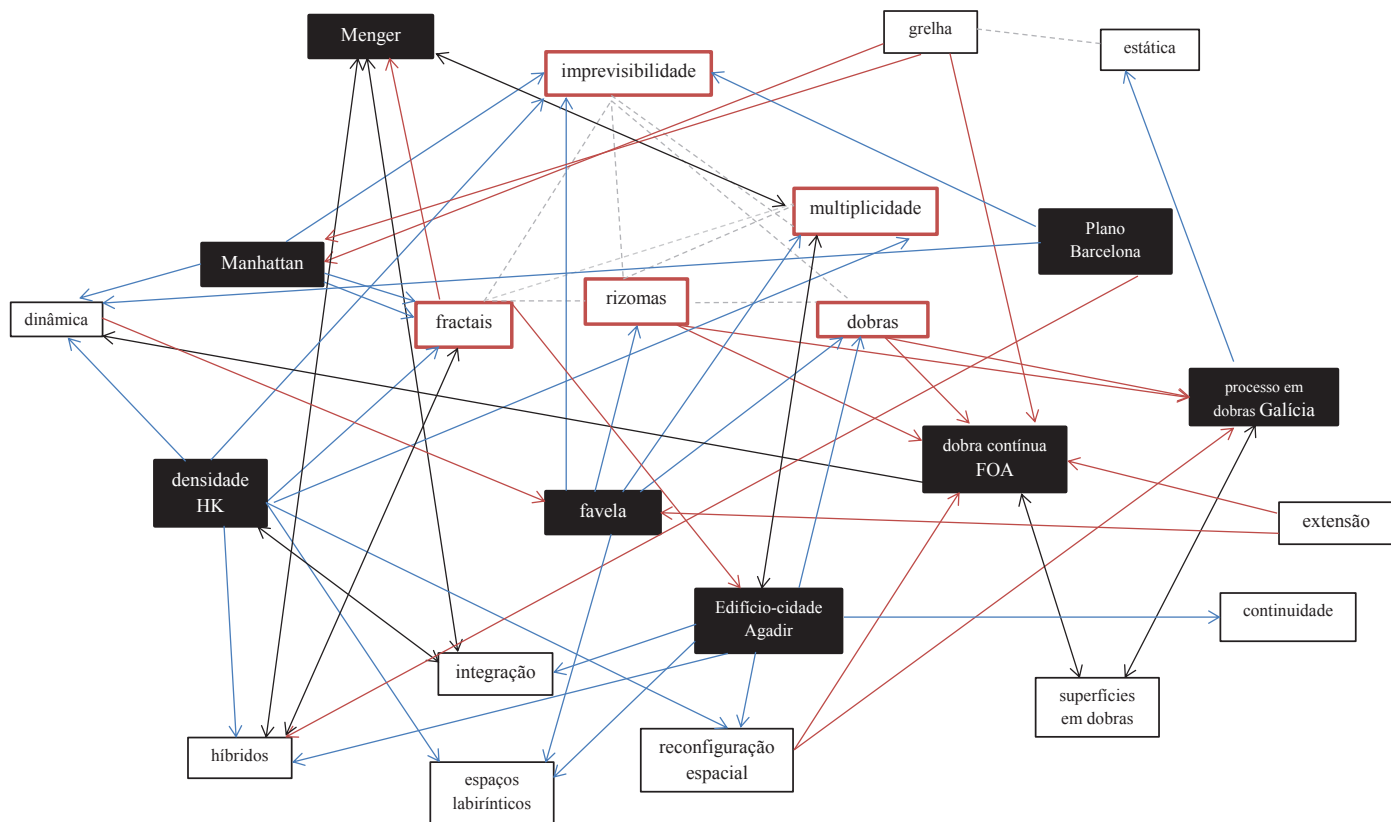 Menger
grelha
estática
imprevisibilidade
multiplicidade
Plano
Barcelona
Manhattan
dinâmica
fractais
rizomas
dobras
processo em
dobras Galícia
dobra contínua
FOA
densidade
HK
favela
extensão
Edifício-cidade
Agadir
continuidade
integração
superfícies
em dobras
híbridos
reconfiguração
espacial
espaços
labirínticos